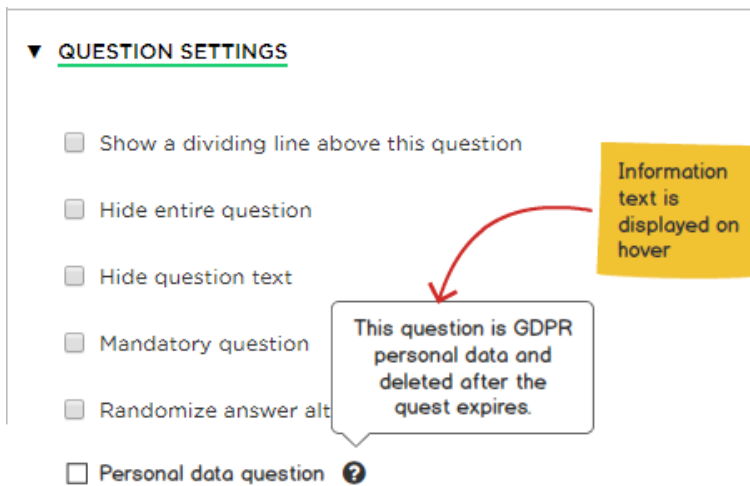 ▼ QUESTION SETTINGS
Show a dividing line above this question
Information
text is
displayed on
hover
Hide entire question
Hide question text
This question is GDPR
personal data and
deleted after the
quest expires.
Mandatory question
Randomize answer alt
Personal data question ?